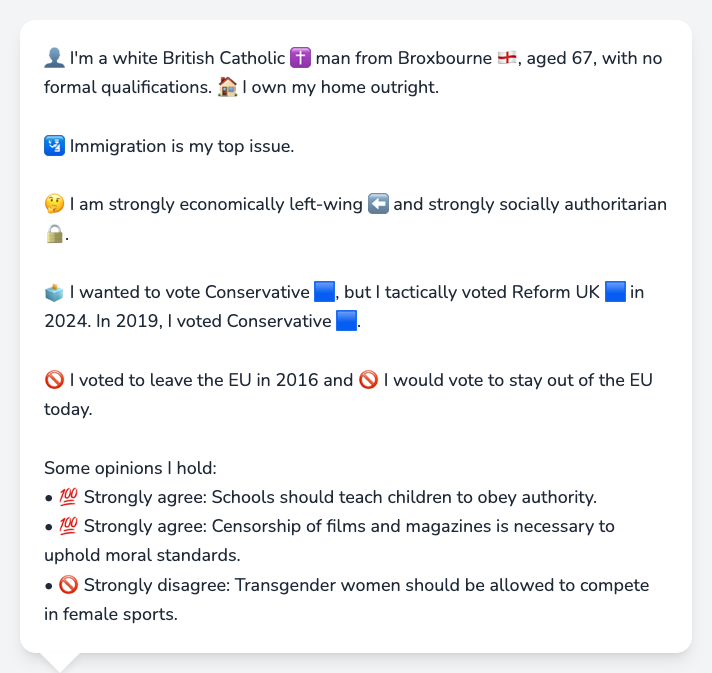 👤 I'm a white British Catholic ✝️ man from Broxbourne 🏴󠁧󠁢󠁥󠁮󠁧󠁿, aged 67, with no
formal qualifications. 🏠 I own my home outright.
🛂 Immigration is my top issue.
🤔 I am strongly economically left-wing ⬅️ and strongly socially authoritarian
🔒.
🗳️ I wanted to vote Conservative 🟦, but I tactically voted Reform UK 🟦 in
2024. In 2019, I voted Conservative 🟦.
🚫 I voted to leave the EU in 2016 and 🚫 I would vote to stay out of the EU
today.
Some opinions I hold:
• 💯 Strongly agree: Schools should teach children to obey authority.
• 💯 Strongly agree: Censorship of films and magazines is necessary to
uphold moral standards.
• 🚫 Strongly disagree: Transgender women should be allowed to compete
in female sports.